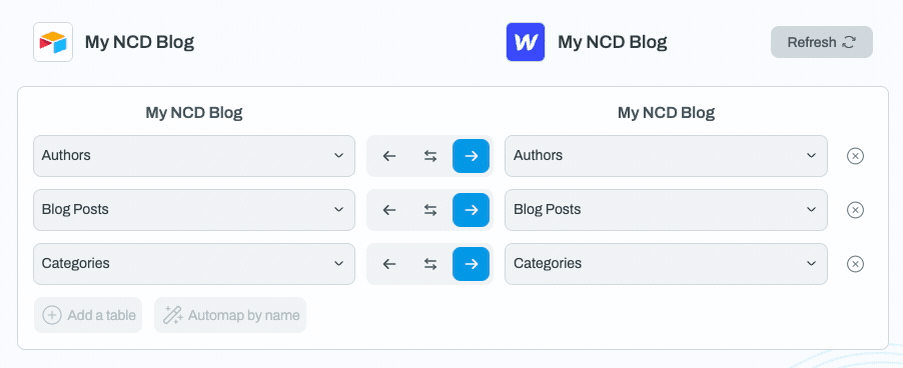 My NCD Blog
My NCD Blog
Refresh
My NCD Blog
My NCD Blog
Authors
Authors
Blog Posts
Blog Posts
Categories
Categories
Add a table
Automap by name